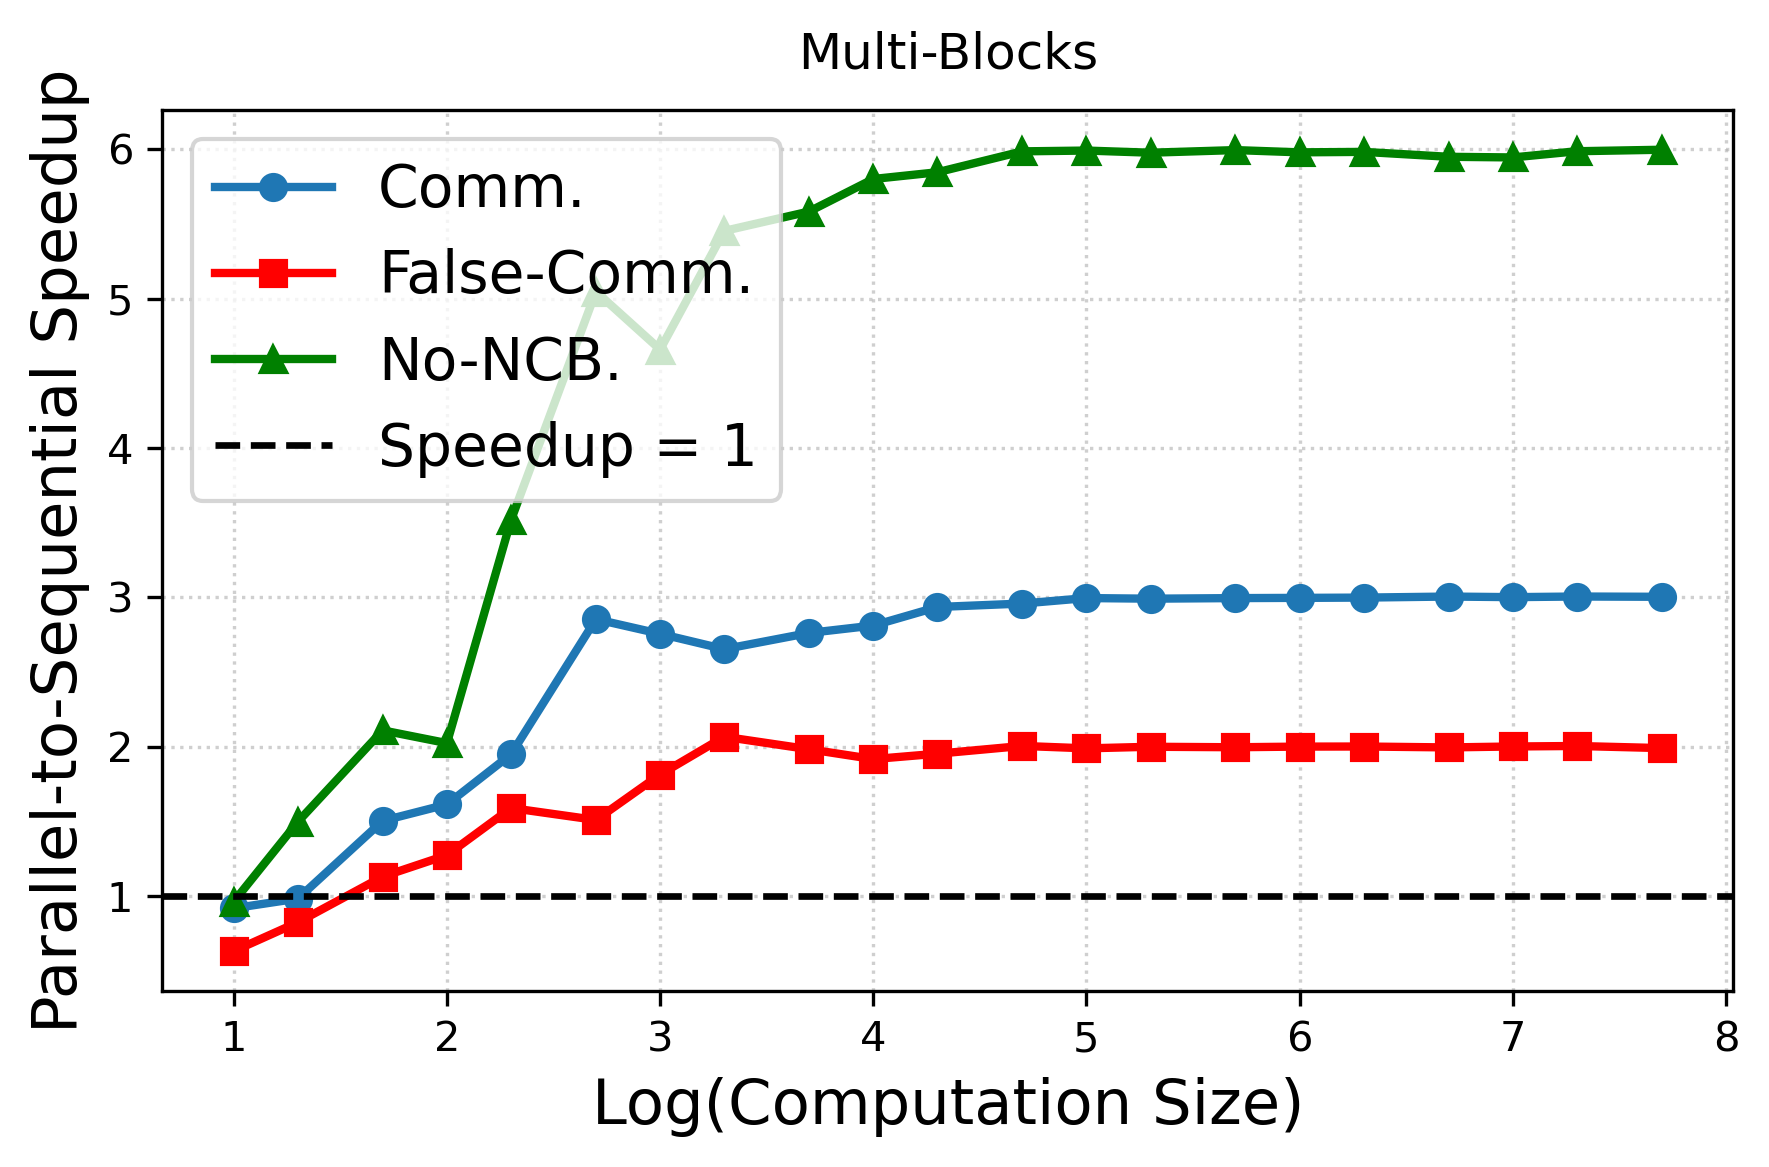 Multi-Blocks
Parallel-to-Sequential Speedup
6
5
4
3
2
1
Comm.
False-Comm.
No-NCB.
Speedup = 1
1 2 3 4 5 6 7 8
Log(Computation Size)